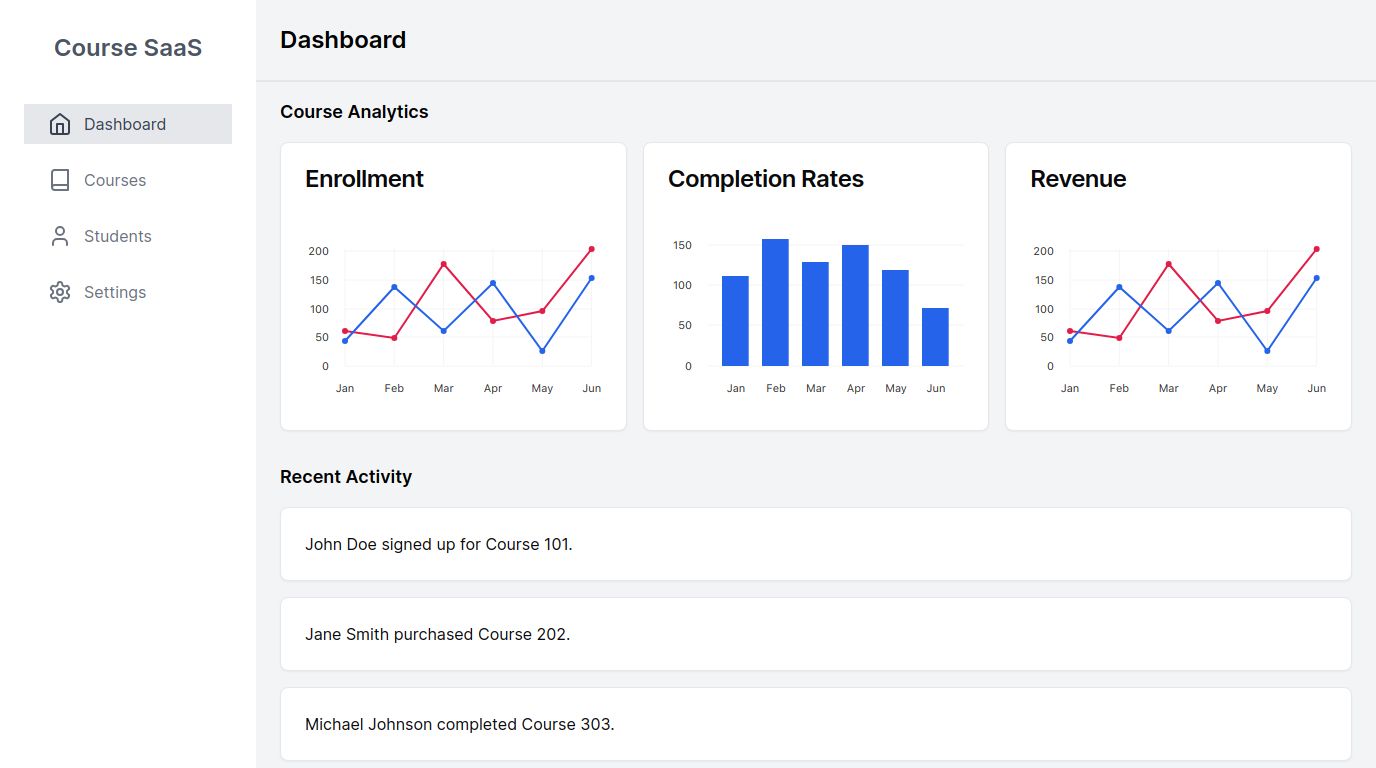 Course SaaS
Dashboard
Courses
Students
Settings
Dashboard
Course Analytics
Enrollment
200
150
100
50
0
Jan Feb Mar Apr May Jun
Completion Rates
150
100
50
0
Jan Feb Mar Apr May Jun
Revenue
200
150
100
50
0
Jan Feb Mar Apr May Jun
Recent Activity
John Doe signed up for Course 101.
Jane Smith purchased Course 202.
Michael Johnson completed Course 303.